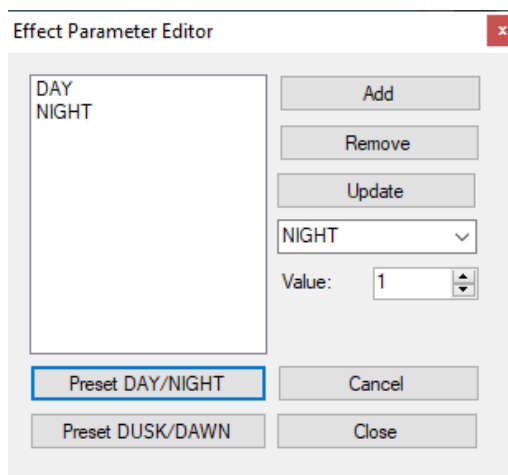 Effect Parameter Editor
x
DAY
NIGHT
Add
Remove
Update
NIGHT
Value: 1
Preset DAY/NIGHT
Cancel
Preset DUSK/DAWN
Close